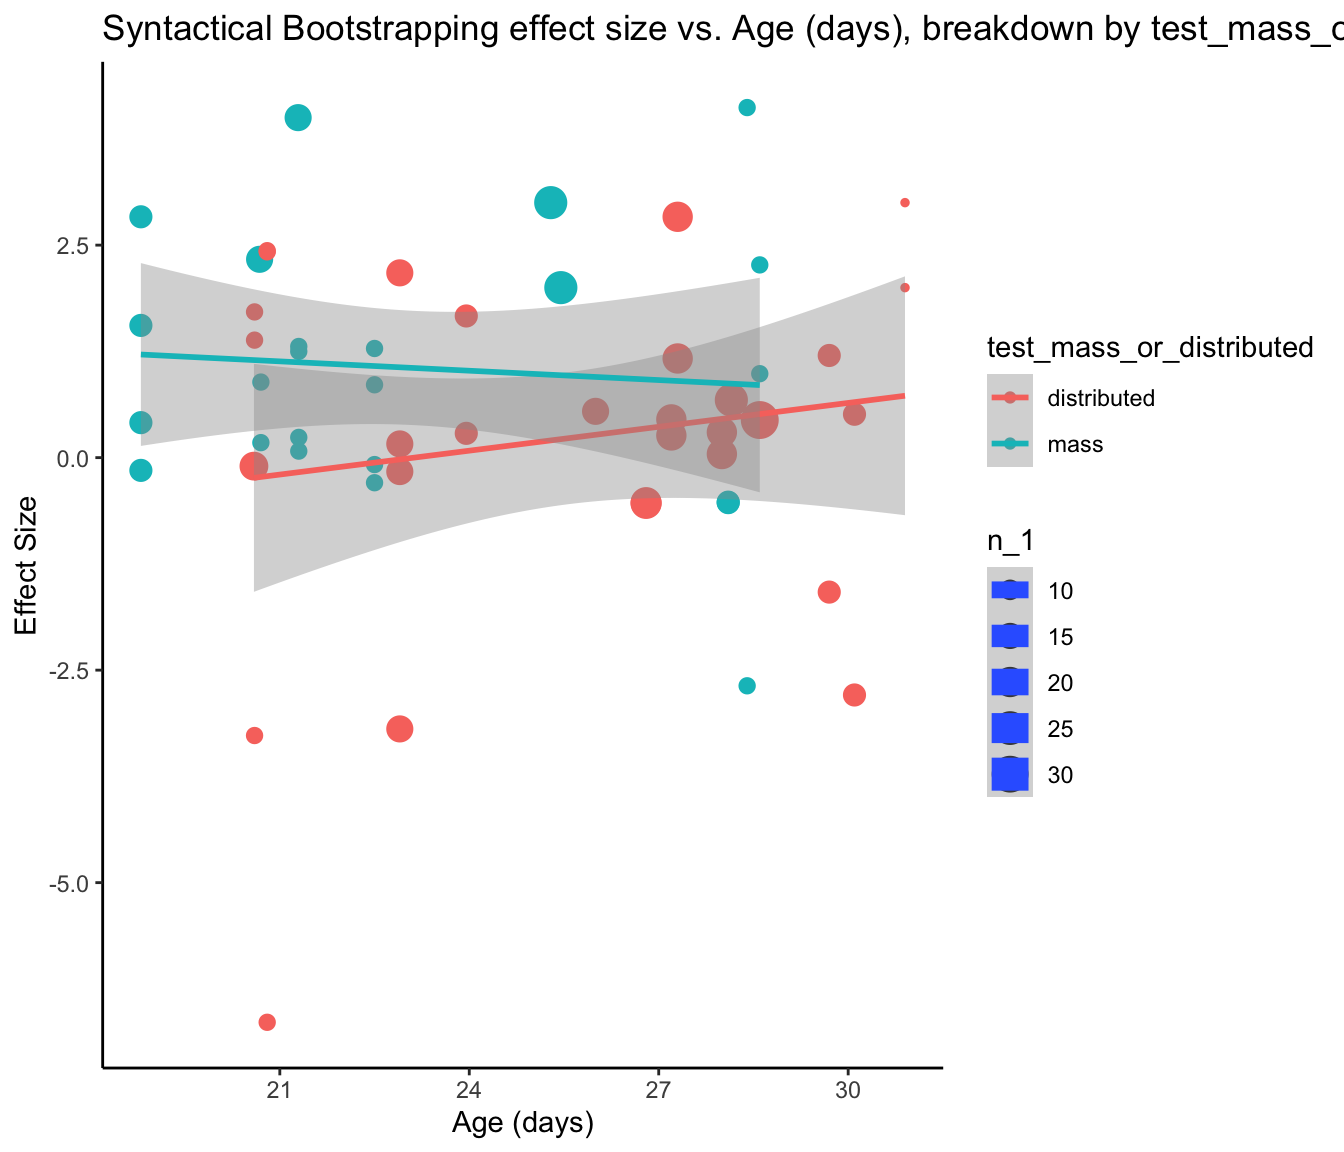 Syntactical Bootstrapping effect size vs. Age (days), breakdown by test_mass_o
2.5
0.0
-2.5
-5.0
Effect Size
21 24 27 30
Age (days)
test_mass_or_distributed
distributed
mass
n_1
10
15
20
25
30